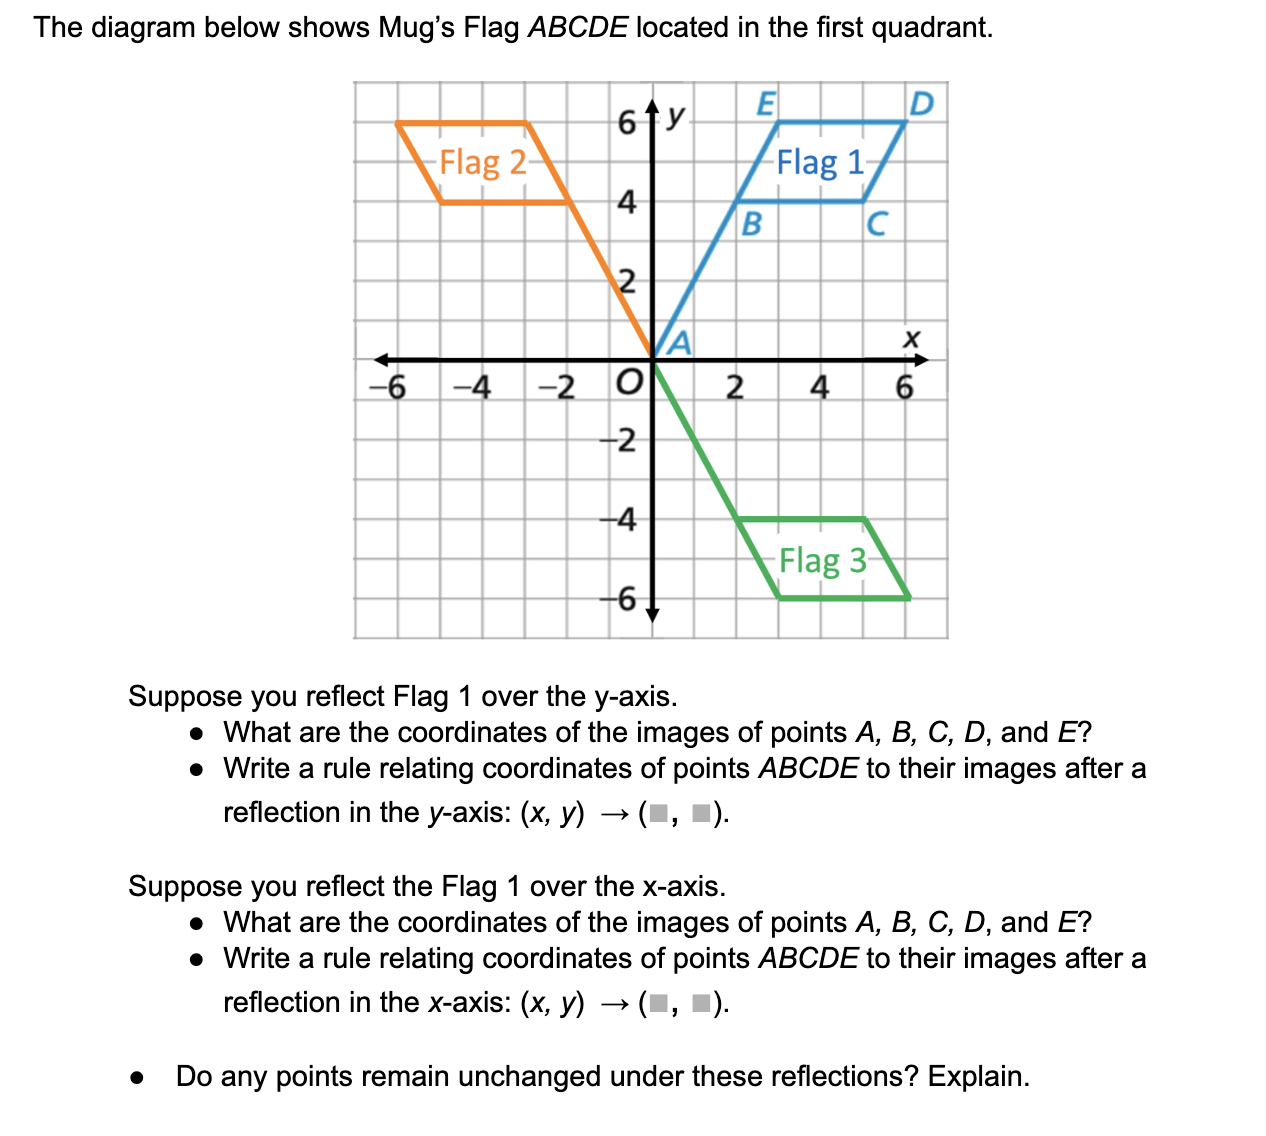 The diagram below shows Mug’s Flag ABCDE located in the first quadrant.
E D
6 y
Flag 2 Flag 1
4
B C
2
A x
−6 −4 −2 O 2 4 6
−2
−4
Flag 3
−6
Suppose you reflect Flag 1 over the y-axis.
● What are the coordinates of the images of points A, B, C, D, and E?
● Write a rule relating coordinates of points ABCDE to their images after a
reflection in the y-axis: (x, y) → (■, ■).
Suppose you reflect the Flag 1 over the x-axis.
● What are the coordinates of the images of points A, B, C, D, and E?
● Write a rule relating coordinates of points ABCDE to their images after a
reflection in the x-axis: (x, y) → (■, ■).
● Do any points remain unchanged under these reflections? Explain.